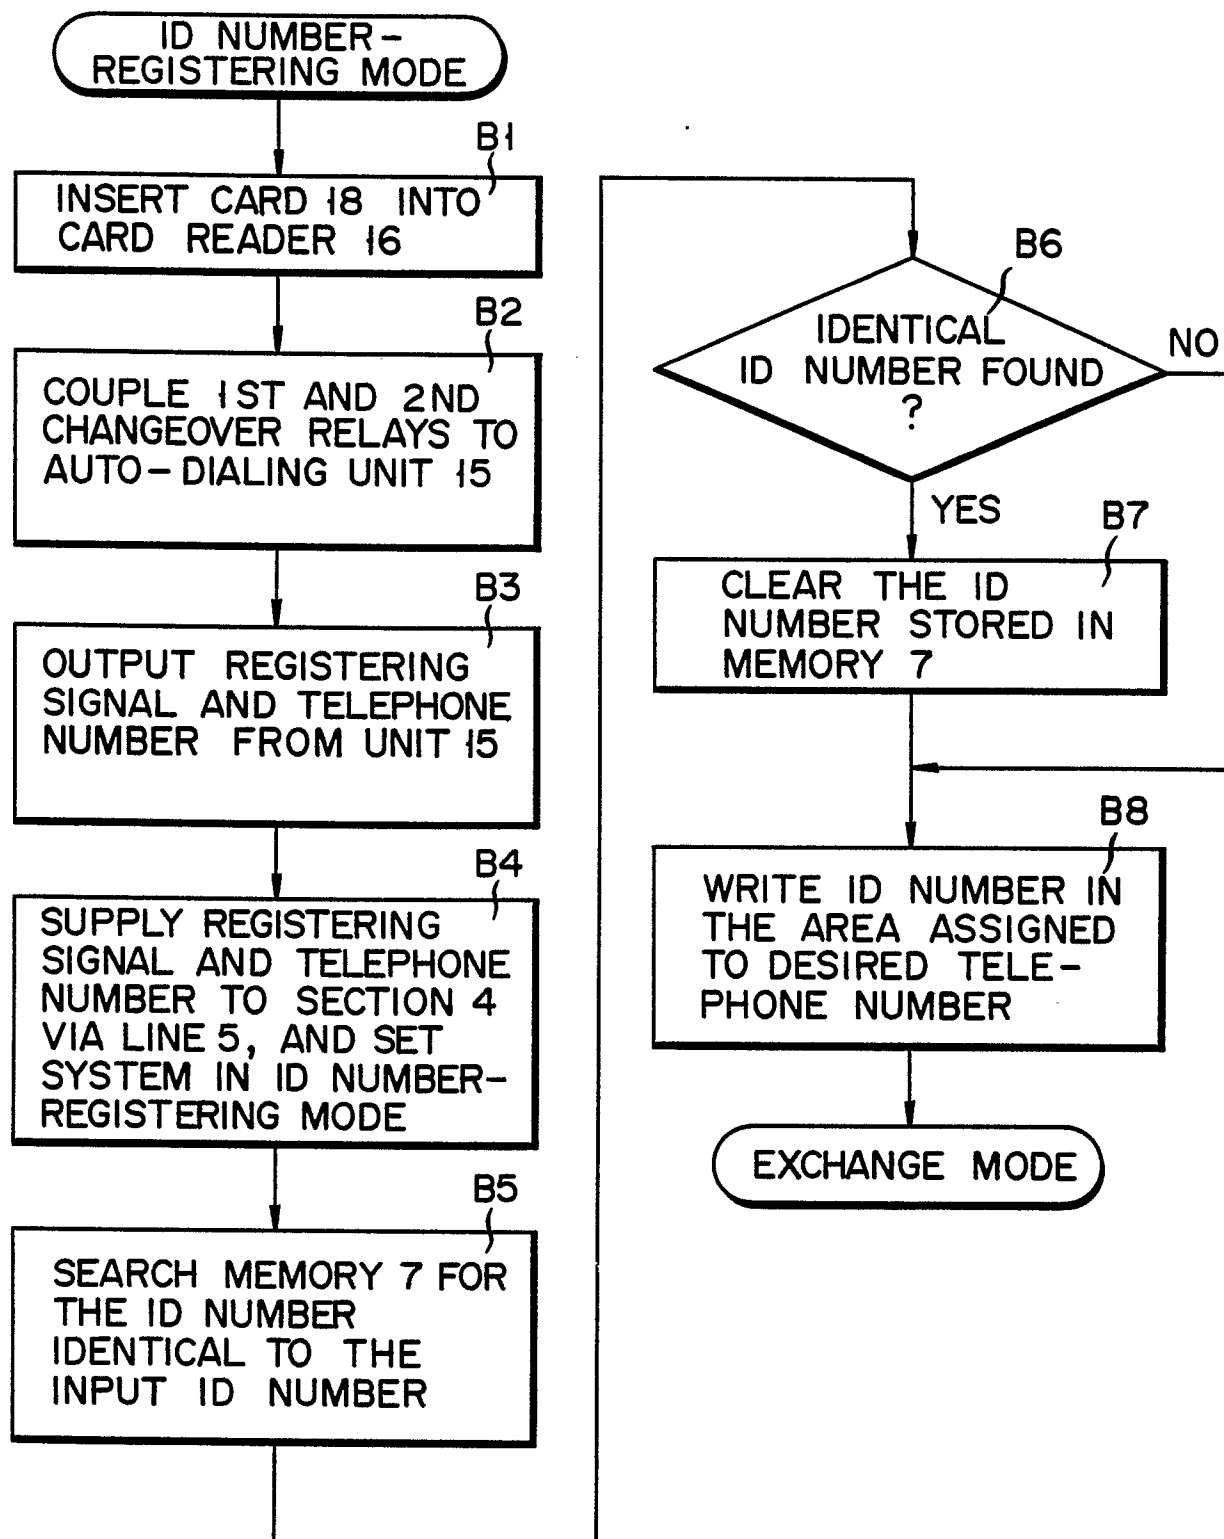 ID NUMBER-
REGISTERING MODE
B1
INSERT CARD 18 INTO
CARD READER 16
B2
COUPLE 1ST AND 2ND
CHANGEOVER RELAYS TO
AUTO-DIALING UNIT 15
B3
OUTPUT REGISTERING
SIGNAL AND TELEPHONE
NUMBER FROM UNIT 15
B4
SUPPLY REGISTERING
SIGNAL AND TELEPHONE
NUMBER TO SECTION 4
VIA LINE 5, AND SET
SYSTEM IN ID NUMBER-
REGISTERING MODE
B5
SEARCH MEMORY 7 FOR
THE ID NUMBER
IDENTICAL TO THE
INPUT ID NUMBER
B6
IDENTICAL
ID NUMBER FOUND
?
NO
YES
B7
CLEAR THE ID
NUMBER STORED IN
MEMORY 7
B8
WRITE ID NUMBER IN
THE AREA ASSIGNED
TO DESIRED TELE-
PHONE NUMBER
EXCHANGE MODE